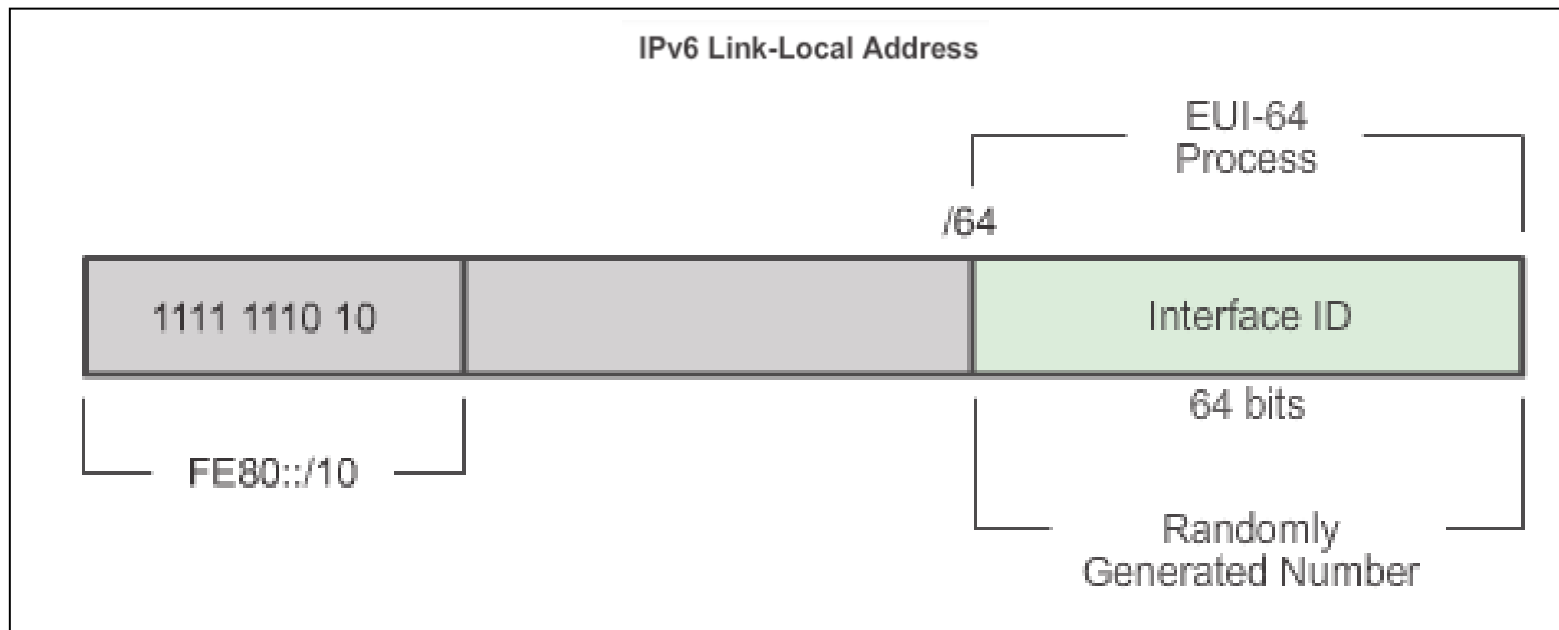 IPv6 Link-Local Address
EUI-64
Process
/64
1111 1110 10
Interface ID
64 bits
FE80::/10
Randomly
Generated Number